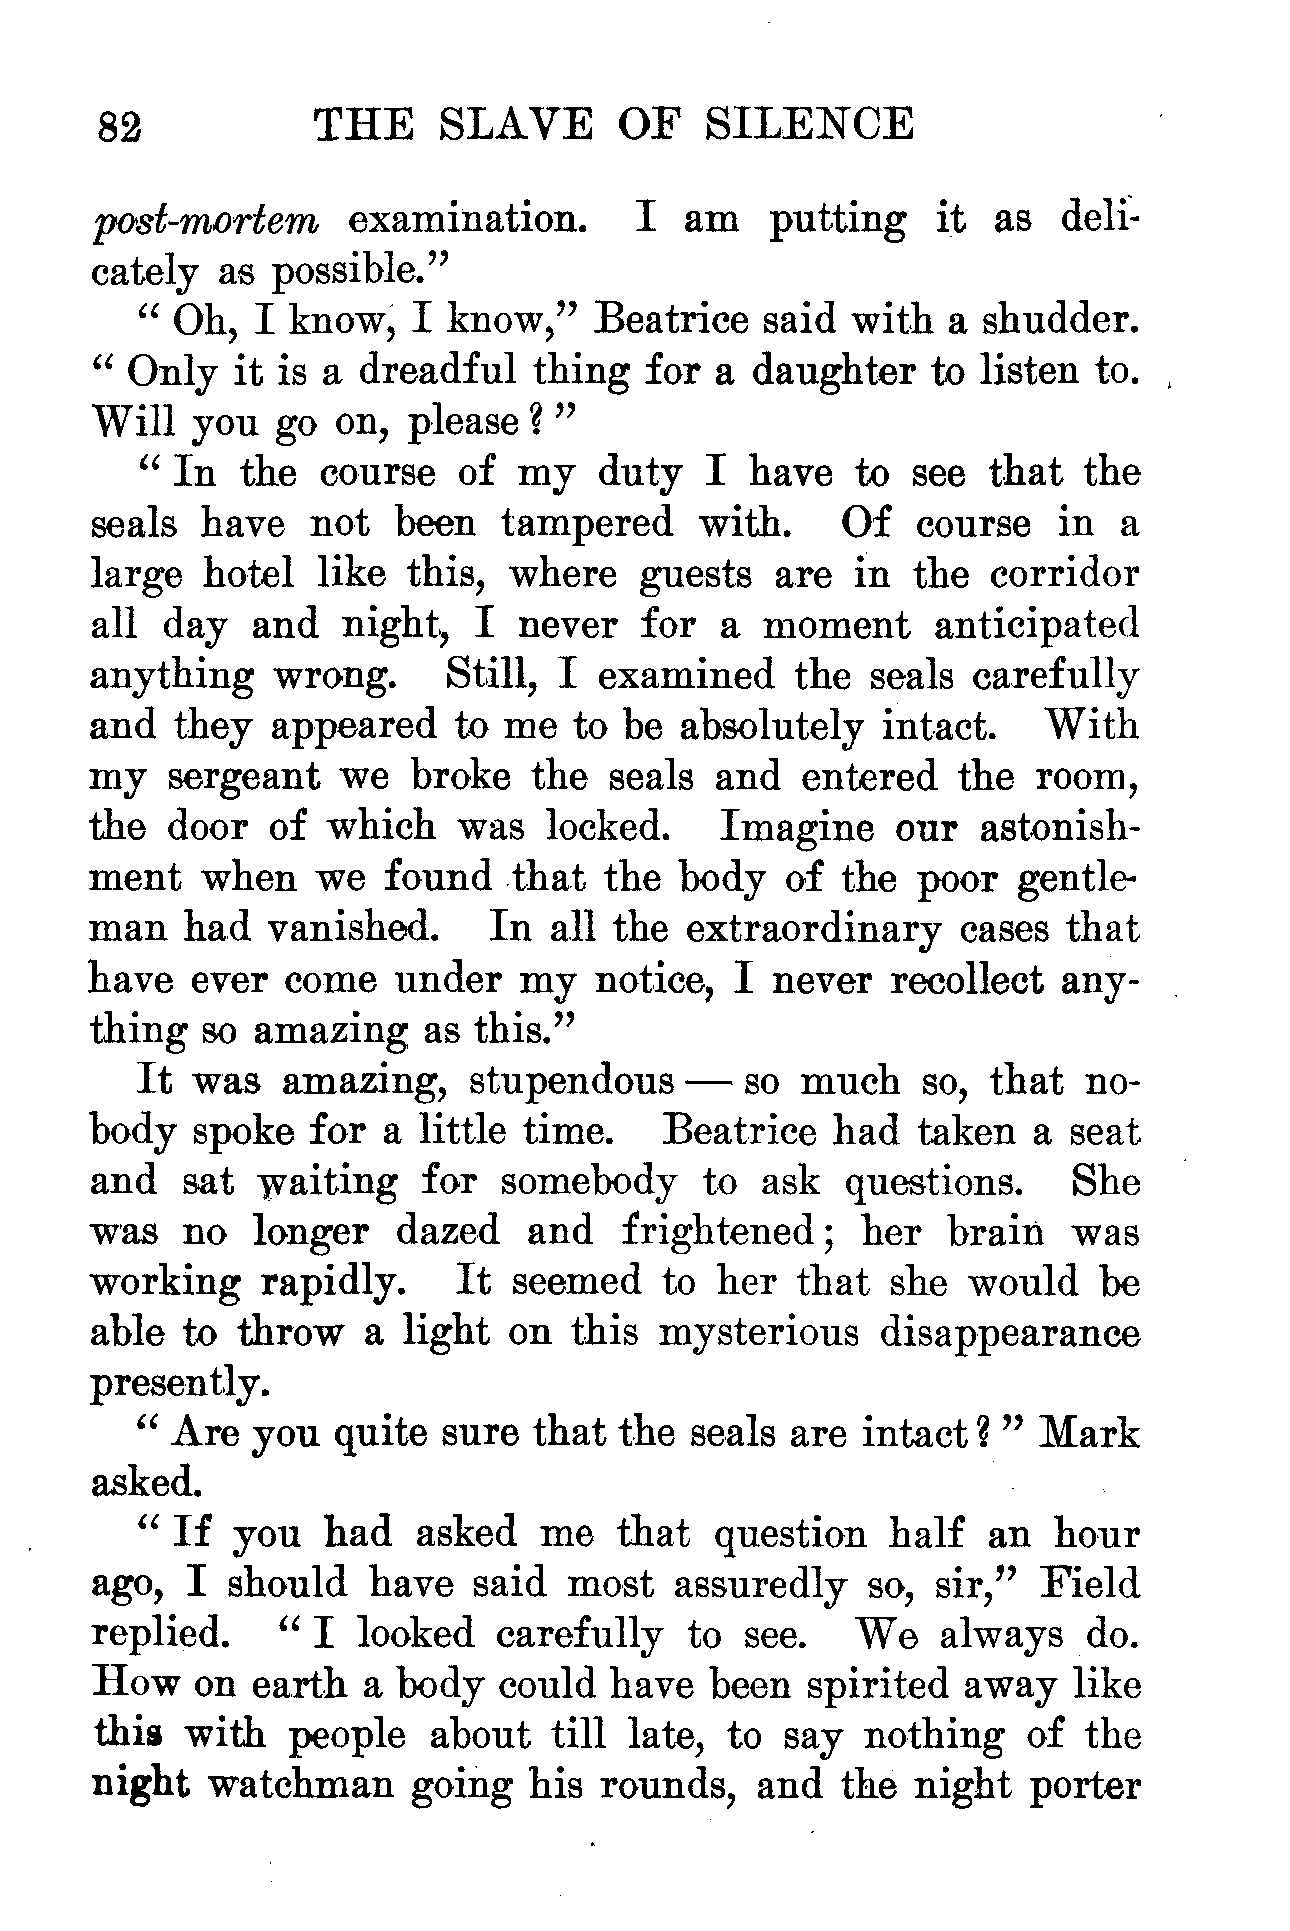 82 THE SLAVE OF SILENCE
post-mortem examination. I am putting it as deli-
cately as possible."
" Oh, I know, I know," Beatrice said with a shudder.
" Only it is a dreadful thing for a daughter to listen to.
Will you go on, please ? "
" In the course of my duty I have to see that the
seals have not been tampered with. Of course in a
large hotel like this, where guests are in the corridor
all day and night, I never for a moment anticipated
anything wrong. Still, I examined the seals carefully
and they appeared to me to be absolutely intact. With
my sergeant we broke the seals and entered the room,
the door of which was locked. Imagine our astonish-
ment when we found that the body of the poor gentle-
man had vanished. In all the extraordinary cases that
have ever come under my notice, I never recollect any-
thing so amazing as this."
It was amazing, stupendous — so much so, that no-
body spoke for a little time. Beatrice had taken a seat
and sat waiting for somebody to ask questions. She
was no longer dazed and frightened ; her brain was
working rapidly. It seemed to her that she would be
able to throw a light on this mysterious disappearance
presently.
" Are you quite sure that the seals are intact ? " Mark
asked.
" If you had asked me that question half an hour
ago, I should have said most assuredly so, sir," Field
replied. " I looked carefully to see. We always do.
How on earth a body could have been spirited away like
this with people about till late, to say nothing of the
night watchman going his rounds, and the night porter